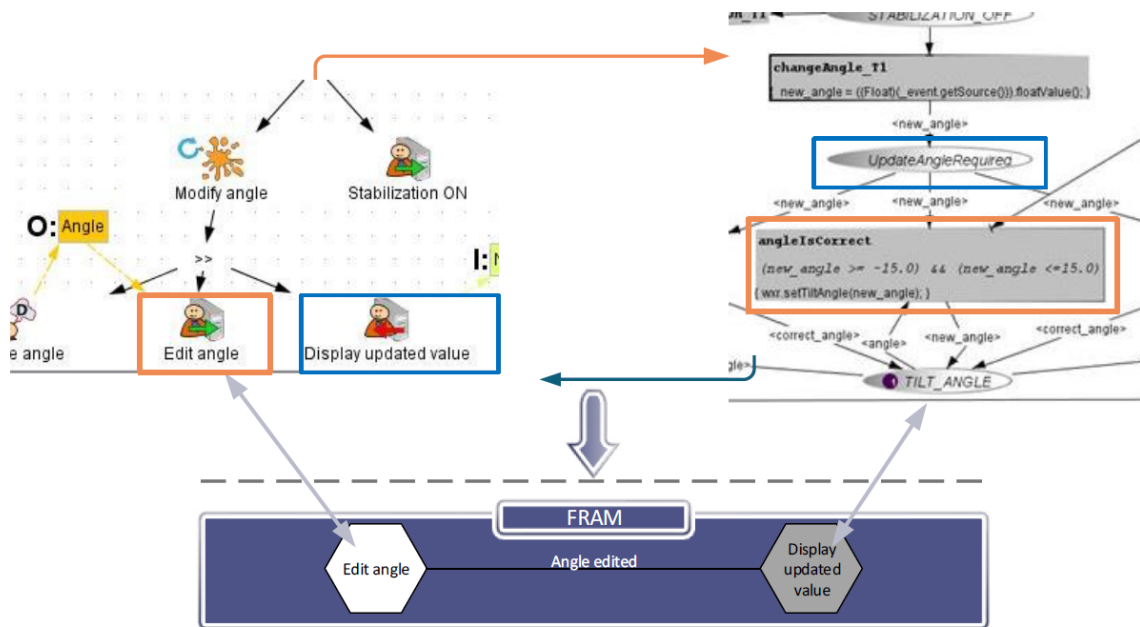 Modify angle
Stabilization ON
O: Angle
>>
I:
D
e angle
Edit angle
Display updated value
STABILIZATION_OFF
changeAngle_T1
{ new_angle = ((Float)(_event.getSource())).floatValue(); }
<new_angle>
UpdateAngleRequired
<new_angle>
<new_angle>
<new_angle>
angleIsCorrect
(new_angle >= -15.0) && (new_angle <=15.0)
{ wxr.setTiltAngle(new_angle); }
<correct_angle>
<angle>
<new_angle>
<correct_angle>
gle>
TILT_ANGLE
FRAM
Edit angle
Angle edited
Display
updated
value